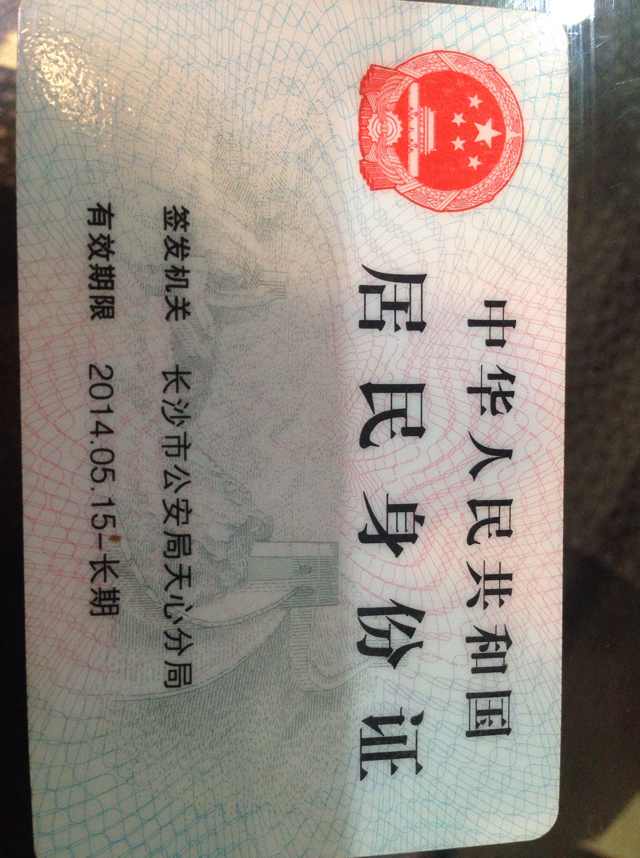 中华人民共和国
居民身份证
签发机关 长沙市公安局天心分局
有效期限 2014.05.15-长期